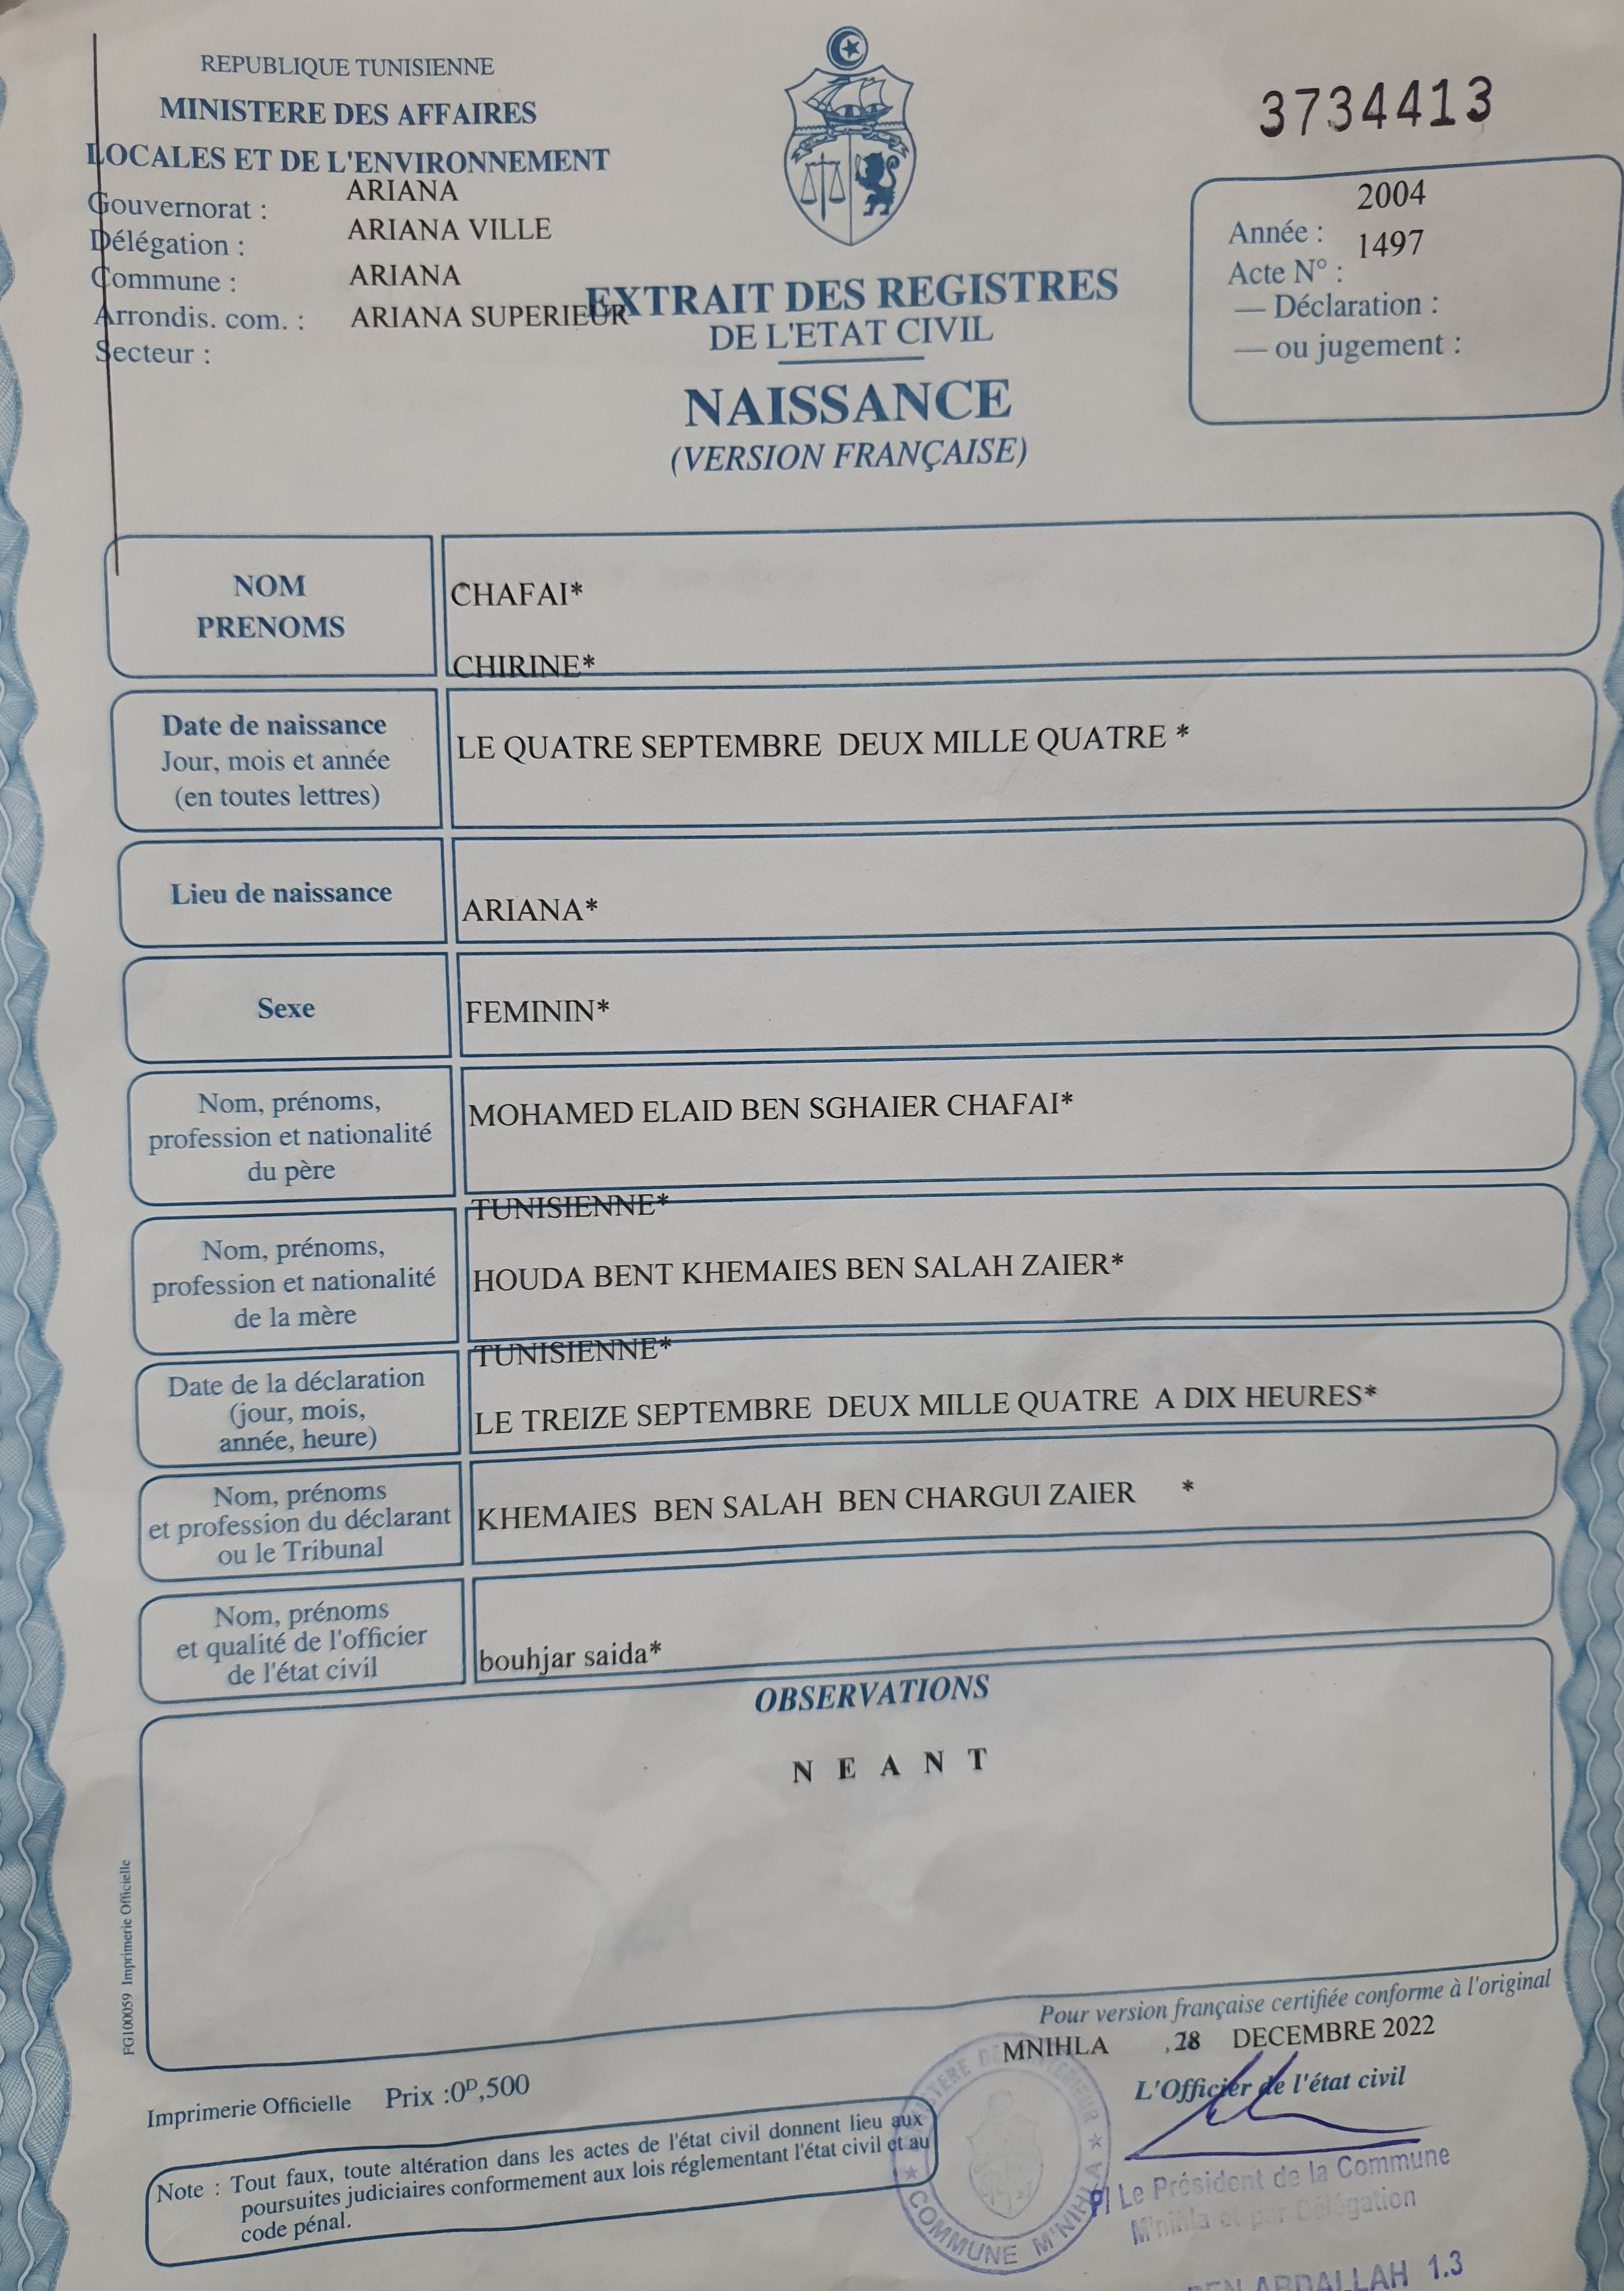 REPUBLIQUE TUNISIENNE
MINISTERE DES AFFAIRES
LOCALES ET DE L'ENVIRONNEMENT
Gouvernorat : ARIANA
Délégation : ARIANA VILLE
Commune : ARIANA
Arrondis. com. : ARIANA SUPERIEUR
Secteur :
3734413
Année : 2004
Acte N° : 1497
— Déclaration :
— ou jugement :
EXTRAIT DES REGISTRES
DE L'ETAT CIVIL
NAISSANCE
(VERSION FRANÇAISE)
NOM
PRENOMS
CHAFAI*
CHIRINE*
Date de naissance
Jour, mois et année
(en toutes lettres)
LE QUATRE SEPTEMBRE DEUX MILLE QUATRE *
Lieu de naissance
ARIANA*
Sexe
FEMININ*
Nom, prénoms,
profession et nationalité
du père
MOHAMED ELAID BEN SGHAIER CHAFAI*
TUNISIENNE*
Nom, prénoms,
profession et nationalité
de la mère
HOUDA BENT KHEMAIES BEN SALAH ZAIER*
TUNISIENNE*
Date de la déclaration
(jour, mois,
année, heure)
LE TREIZE SEPTEMBRE DEUX MILLE QUATRE A DIX HEURES*
Nom, prénoms
et profession du déclarant
ou le Tribunal
KHEMAIES BEN SALAH BEN CHARGUI ZAIER *
Nom, prénoms
et qualité de l'officier
de l'état civil
bouhjar saida*
OBSERVATIONS
N E A N T
FG100059 Imprimerie Officielle
Pour version française certifiée conforme à l'original
MNIHLA ,28 DECEMBRE 2022
L'Officier de l'état civil
Imprimerie Officielle Prix :0ᴰ,500
Note : Tout faux, toute altération dans les actes de l'état civil donnent lieu aux
poursuites judiciaires conformement aux lois réglementant l'état civil et au
code pénal.
COMMUNE M'NIHLA
P/ Le Président de la Commune
M'nihla et par Délégation
BEN ABDALLAH 1.3